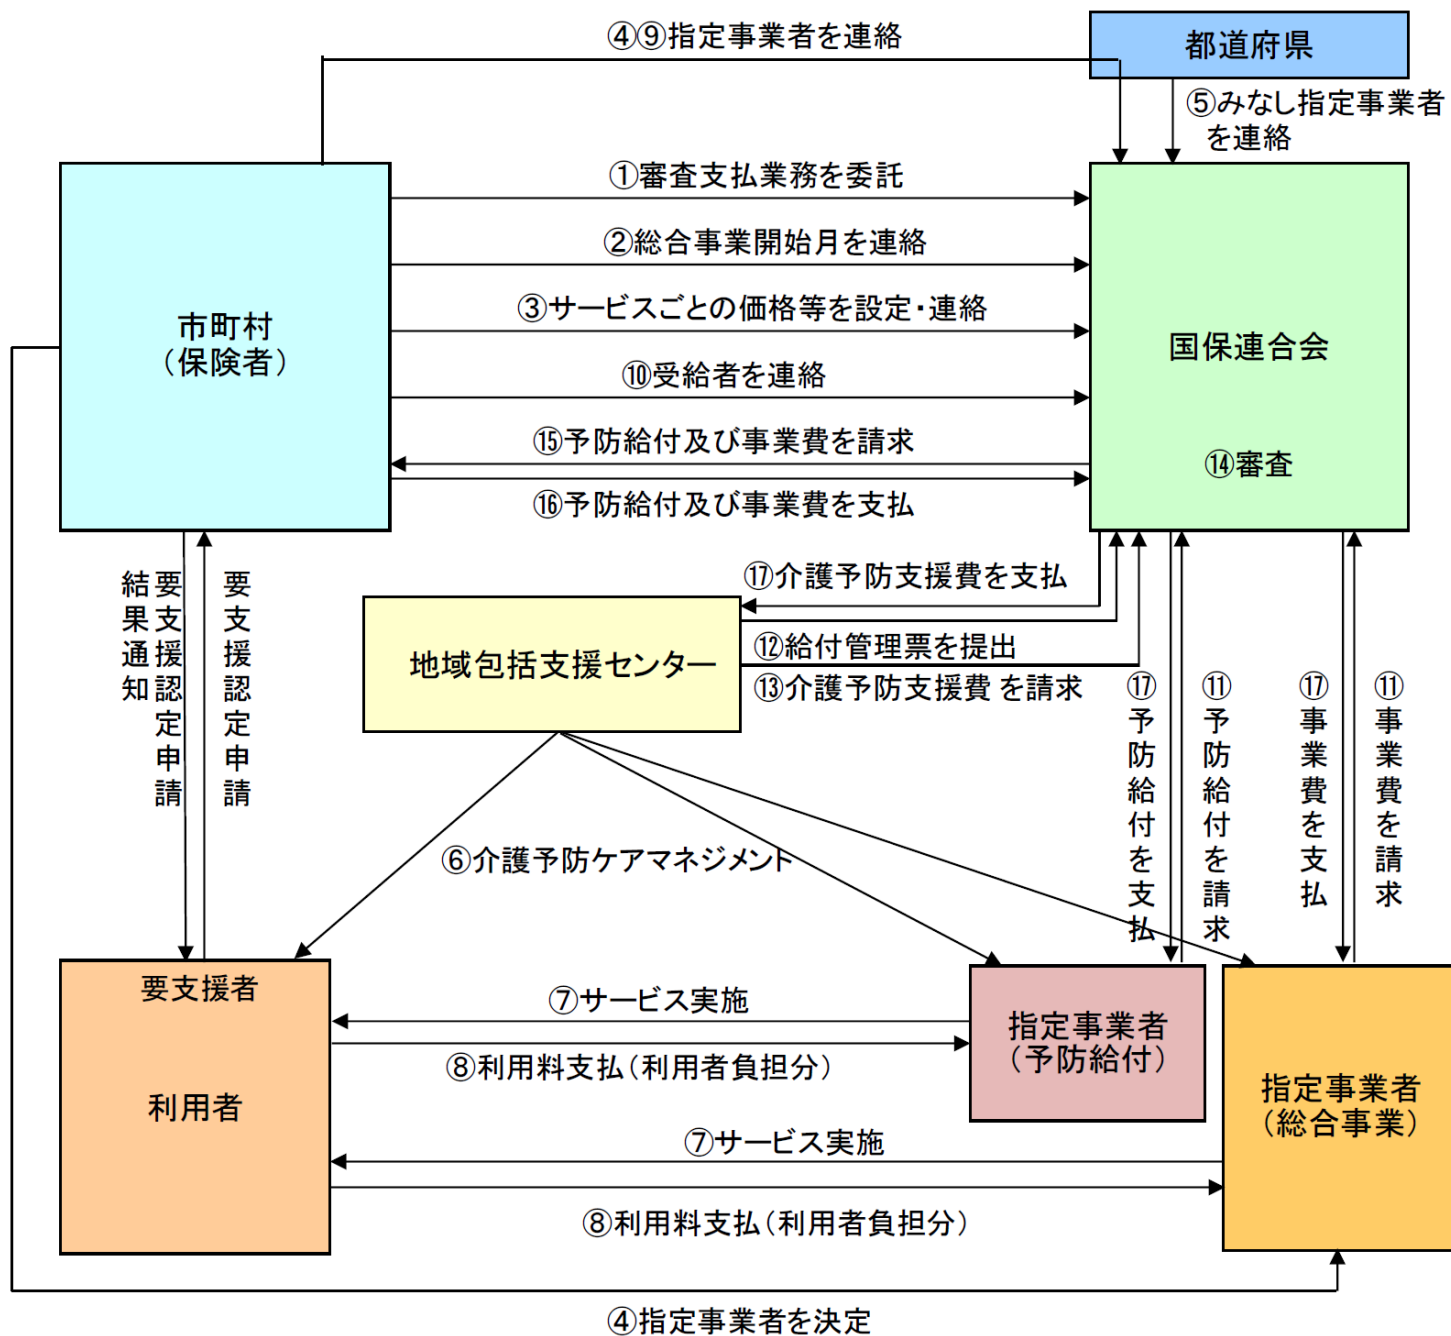 ④⑨指定事業者を連絡
都道府県
⑤みなし指定事業者
を連絡
①審査支払業務を委託
②総合事業開始月を連絡
③サービスごとの価格等を設定・連絡
市町村
（保険者）
国保連合会
⑩受給者を連絡
⑮予防給付及び事業費を請求
⑭審査
⑯予防給付及び事業費を支払
要支援認定申請
結果通知
要支援認定申請
⑰介護予防支援費を支払
地域包括支援センター
⑫給付管理票を提出
⑬介護予防支援費 を請求
⑰予防給付を支払
⑪予防給付を請求
⑰事業費を支払
⑪事業費を請求
⑥介護予防ケアマネジメント
要支援者
利用者
⑦サービス実施
⑧利用料支払（利用者負担分）
指定事業者
（予防給付）
指定事業者
（総合事業）
⑦サービス実施
⑧利用料支払（利用者負担分）
④指定事業者を決定